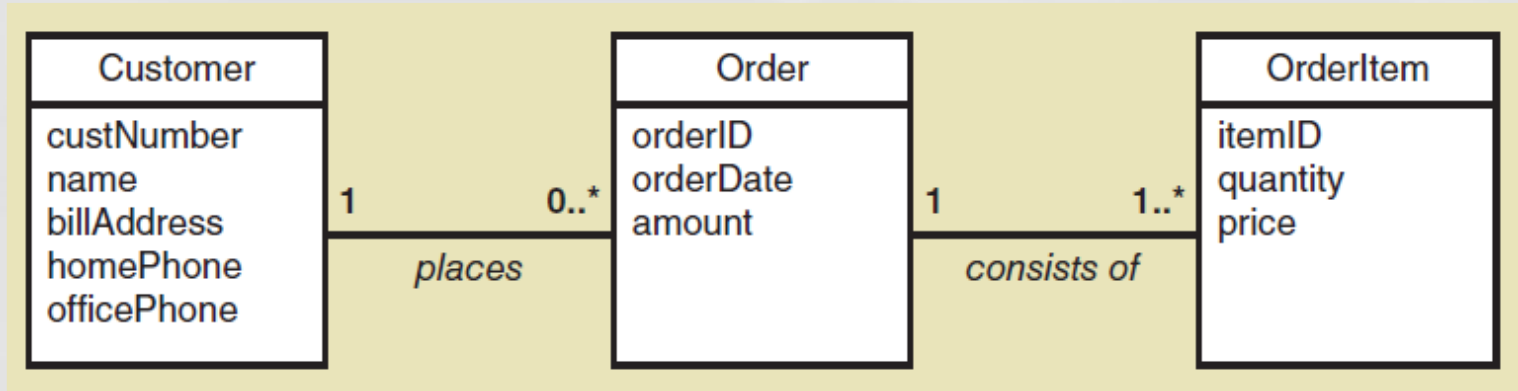 Customer
custNumber
name
billAddress
homePhone
officePhone
1
0..*
places
Order
orderID
orderDate
amount
1
1..*
consists of
OrderItem
itemID
quantity
price